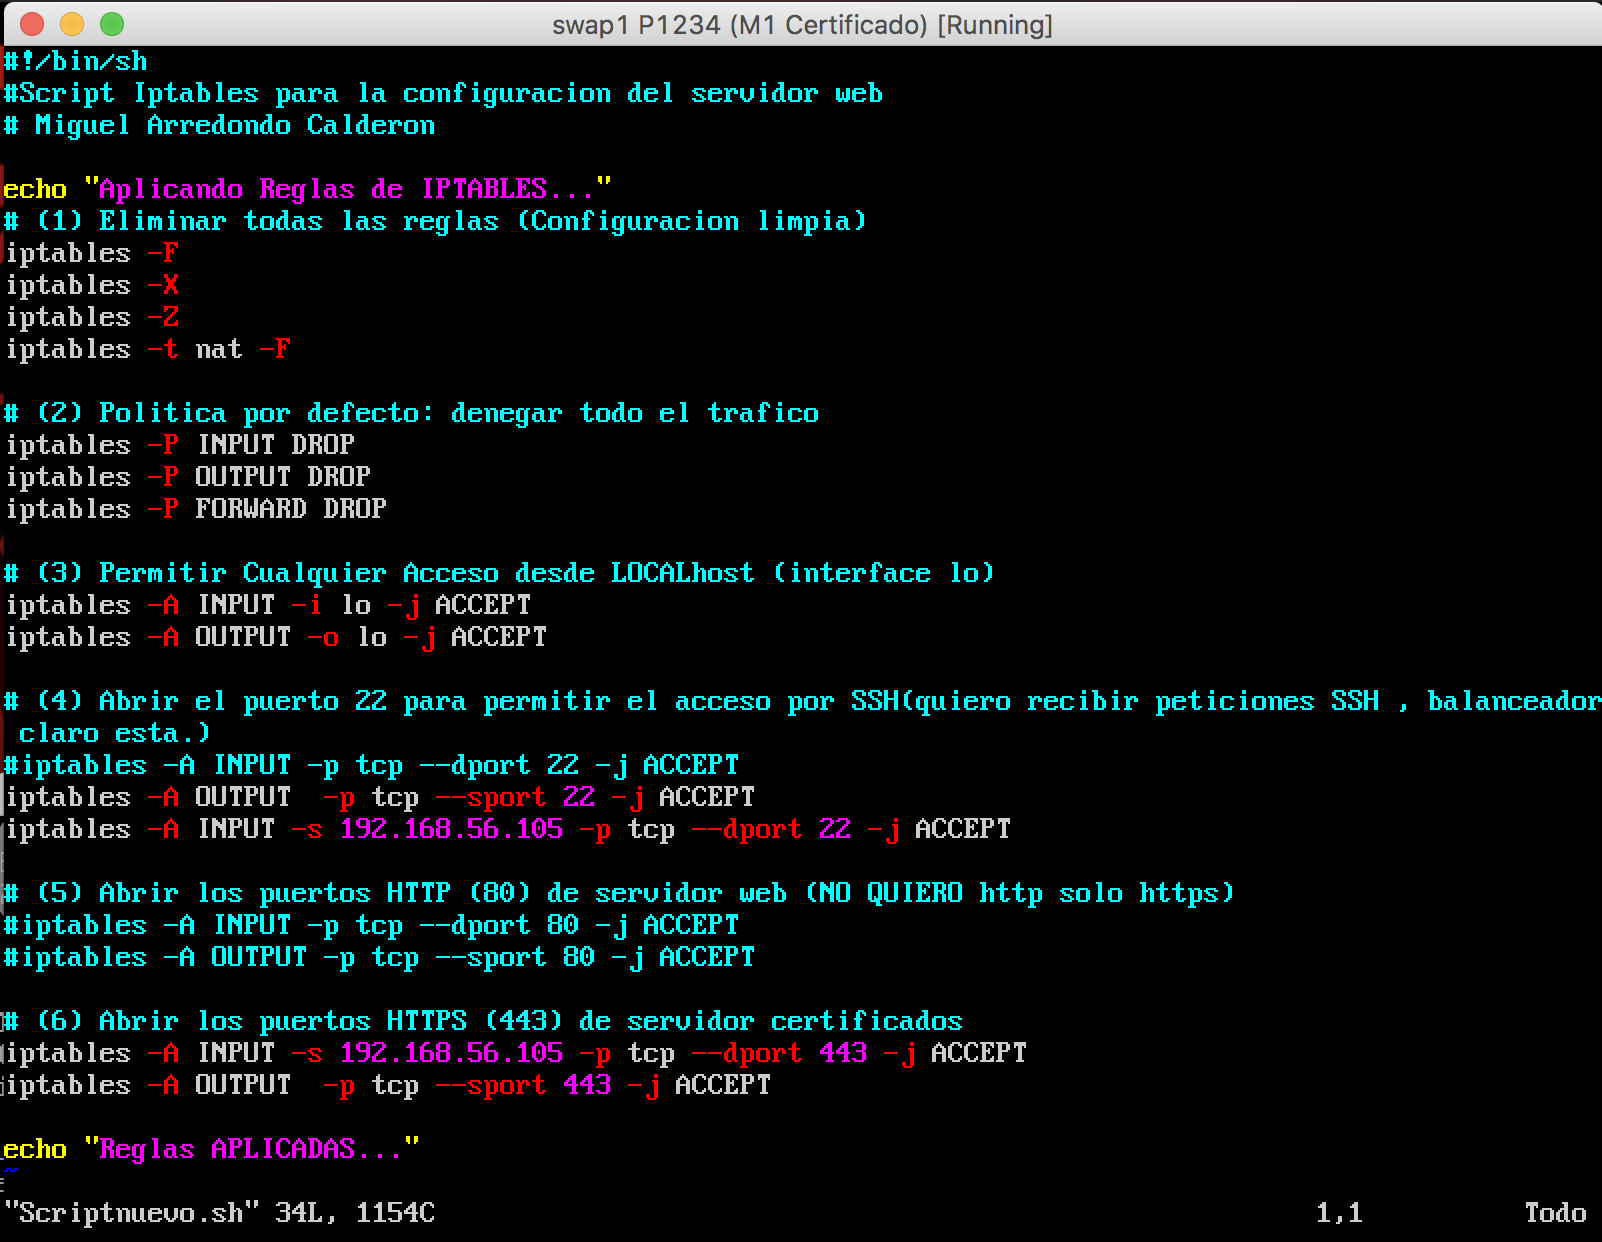 swap1 P1234 (M1 Certificado) [Running]
#!/bin/sh
#Script Iptables para la configuracion del servidor web
# Miguel Arredondo Calderon
echo "Aplicando Reglas de IPTABLES..."
# (1) Eliminar todas las reglas (Configuracion limpia)
iptables -F
iptables -X
iptables -Z
iptables -t nat -F
# (2) Politica por defecto: denegar todo el trafico
iptables -P INPUT DROP
iptables -P OUTPUT DROP
iptables -P FORWARD DROP
# (3) Permitir Cualquier Acceso desde LOCALhost (interface lo)
iptables -A INPUT -i lo -j ACCEPT
iptables -A OUTPUT -o lo -j ACCEPT
# (4) Abrir el puerto 22 para permitir el acceso por SSH(quiero recibir peticiones SSH , balanceador
 claro esta.)
#iptables -A INPUT -p tcp --dport 22 -j ACCEPT
iptables -A OUTPUT  -p tcp --sport 22 -j ACCEPT
iptables -A INPUT -s 192.168.56.105 -p tcp --dport 22 -j ACCEPT
# (5) Abrir los puertos HTTP (80) de servidor web (NO QUIERO http solo https)
#iptables -A INPUT -p tcp --dport 80 -j ACCEPT
#iptables -A OUTPUT -p tcp --sport 80 -j ACCEPT
# (6) Abrir los puertos HTTPS (443) de servidor certificados
iptables -A INPUT -s 192.168.56.105 -p tcp --dport 443 -j ACCEPT
iptables -A OUTPUT  -p tcp --sport 443 -j ACCEPT
echo "Reglas APLICADAS..."
~
"Scriptnuevo.sh" 34L, 1154C 1,1 Todo